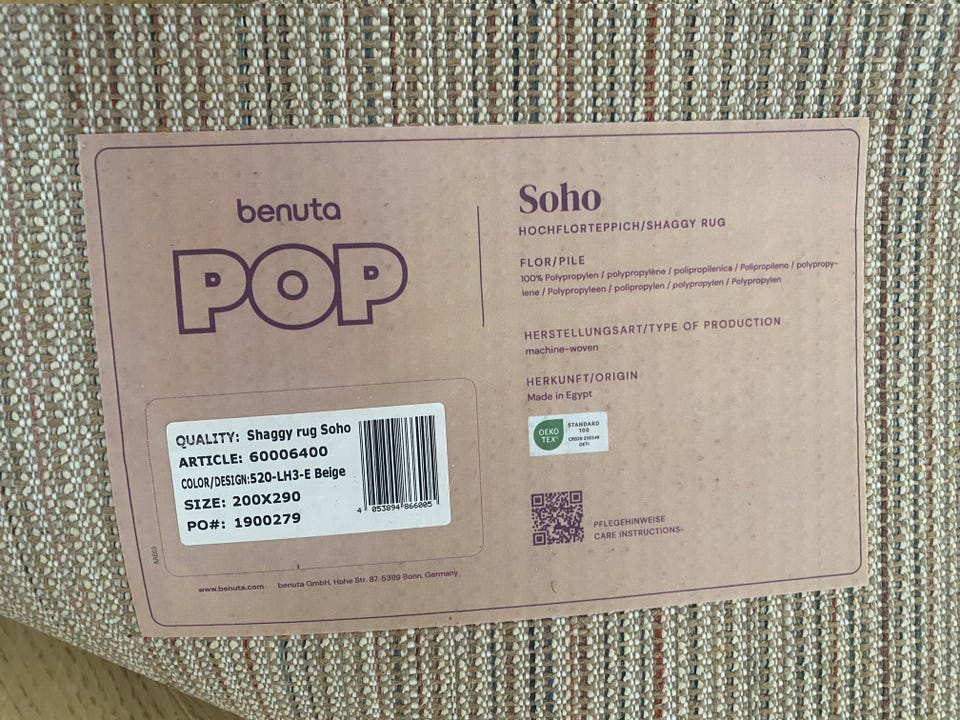 benuta
POP
QUALITY: Shaggy rug Soho
ARTICLE: 60006400
COLOR/DESIGN:520-LH3-E Beige
SIZE: 200X290
PO#: 1900279
4 053894 866005
www.benuta.com benuta GmbH, Hohe Str. 87, 53119 Bonn, Germany
Soho
HOCHFLORTEPPICH/SHAGGY RUG
FLOR/PILE
100% Polypropylen / polypropylène / polipropilenica / Polipropileno / polypropy-
lene / Polypropyleen / polipropylen / polypropylen / Polypropylen
HERSTELLUNGSART/TYPE OF PRODUCTION
machine-woven
HERKUNFT/ORIGIN
Made in Egypt
OEKO
TEX®
STANDARD
100
OETI
PFLEGEHINWEISE
CARE INSTRUCTIONS